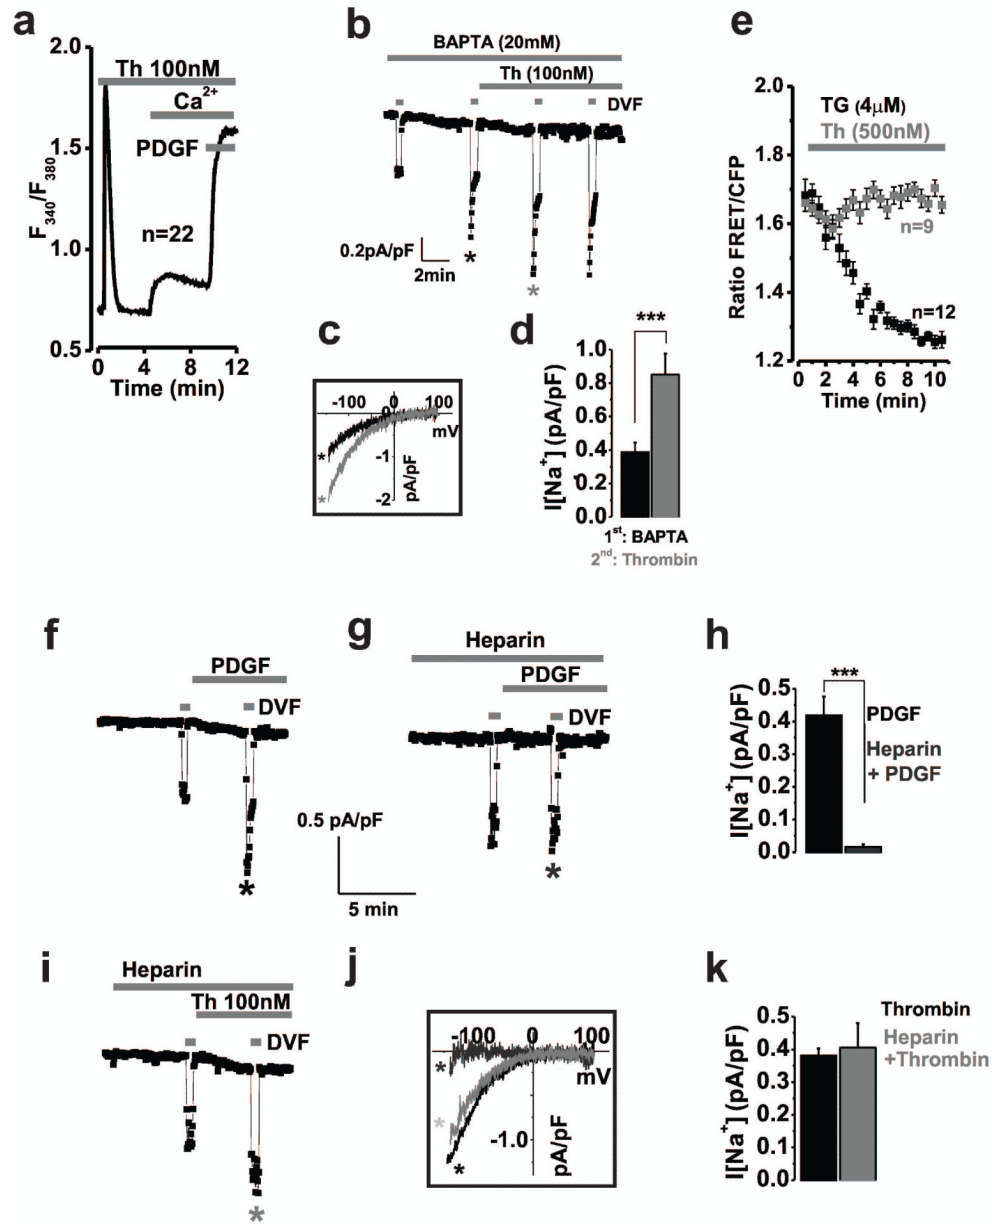 a
2.0
1.5
1.0
0.5
F340/F380
Th 100nM
Ca2+
PDGF
n=22
0 4 8 12
Time (min)
b
BAPTA (20mM)
Th (100nM)
DVF
0.2pA/pF
2min
*
*
c
-100 0 100
0
mV
-1
-2
pA/pF
*
*
d
***
1.0
0.8
0.6
0.4
0.2
0.0
I[Na+] (pA/pF)
1st: BAPTA
2nd: Thrombin
e
2.0
1.8
1.6
1.4
1.2
Ratio FRET/CFP
TG (4µM)
Th (500nM)
n=9
n=12
0 2 4 6 8 10
Time (min)
f
PDGF
DVF
*
0.5 pA/pF
5 min
g
Heparin
PDGF
DVF
*
h
***
0.5
0.4
0.3
0.2
0.1
0.0
I[Na+] (pA/pF)
PDGF
Heparin
+ PDGF
i
Heparin
Th 100nM
DVF
*
j
-100 0 100
mV
-1.0
pA/pF
*
*
*
k
0.5
0.4
0.3
0.2
0.1
0.0
I[Na+] (pA/pF)
Thrombin
Heparin
+Thrombin